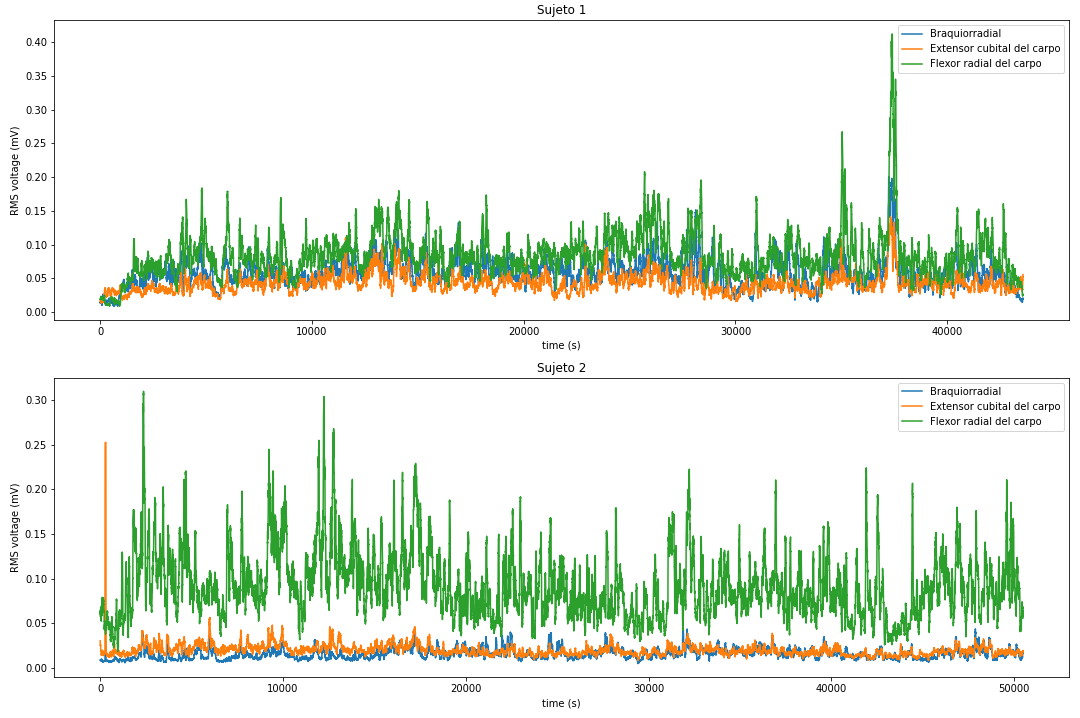 Sujeto 1
RMS voltage (mV)
0.40
0.35
0.30
0.25
0.20
0.15
0.10
0.05
0.00
Braquiorradial
Extensor cubital del carpo
Flexor radial del carpo
0 10000 20000 30000 40000
time (s)
Sujeto 2
RMS voltage (mV)
0.30
0.25
0.20
0.15
0.10
0.05
0.00
Braquiorradial
Extensor cubital del carpo
Flexor radial del carpo
0 10000 20000 30000 40000 50000
time (s)